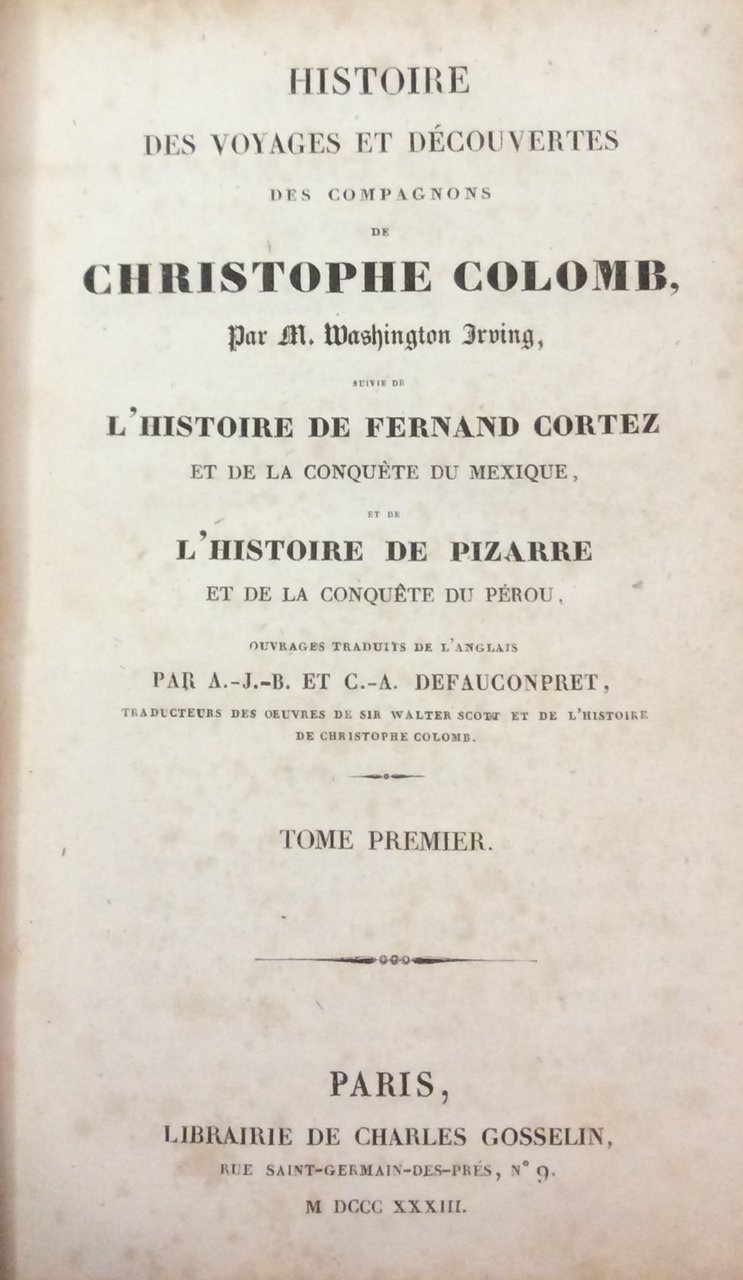 HISTOIRE
DES VOYAGES ET DÉCOUVERTES
DES COMPAGNONS
DE
CHRISTOPHE COLOMB,
Par M. Washington Irving,
SUIVIE DE
L'HISTOIRE DE FERNAND CORTEZ
ET DE LA CONQUÈTE DU MEXIQUE,
ET DE
L'HISTOIRE DE PIZARRE
ET DE LA CONQUÊTE DU PÉROU,
OUVRAGES TRADUITS DE L'ANGLAIS
PAR A.-J.-B. ET C.-A. DEFAUCONPRET,
TRADUCTEURS DES OEUVRES DE SIR WALTER SCOTT ET DE L'HISTOIRE
DE CHRISTOPHE COLOMB.
TOME PREMIER.
PARIS,
LIBRAIRIE DE CHARLES GOSSELIN,
RUE SAINT-GERMAIN-DES-PRÉS, N° 9.
M DCCC XXXIII.